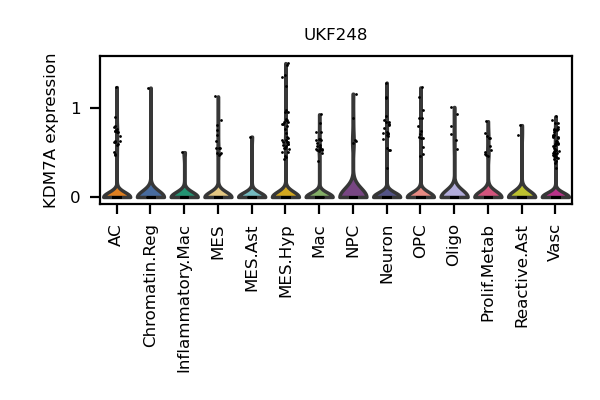 UKF248
KDM7A expression
1
0
AC
Chromatin.Reg
Inflammatory.Mac
MES
MES.Ast
MES.Hyp
Mac
NPC
Neuron
OPC
Oligo
Prolif.Metab
Reactive.Ast
Vasc